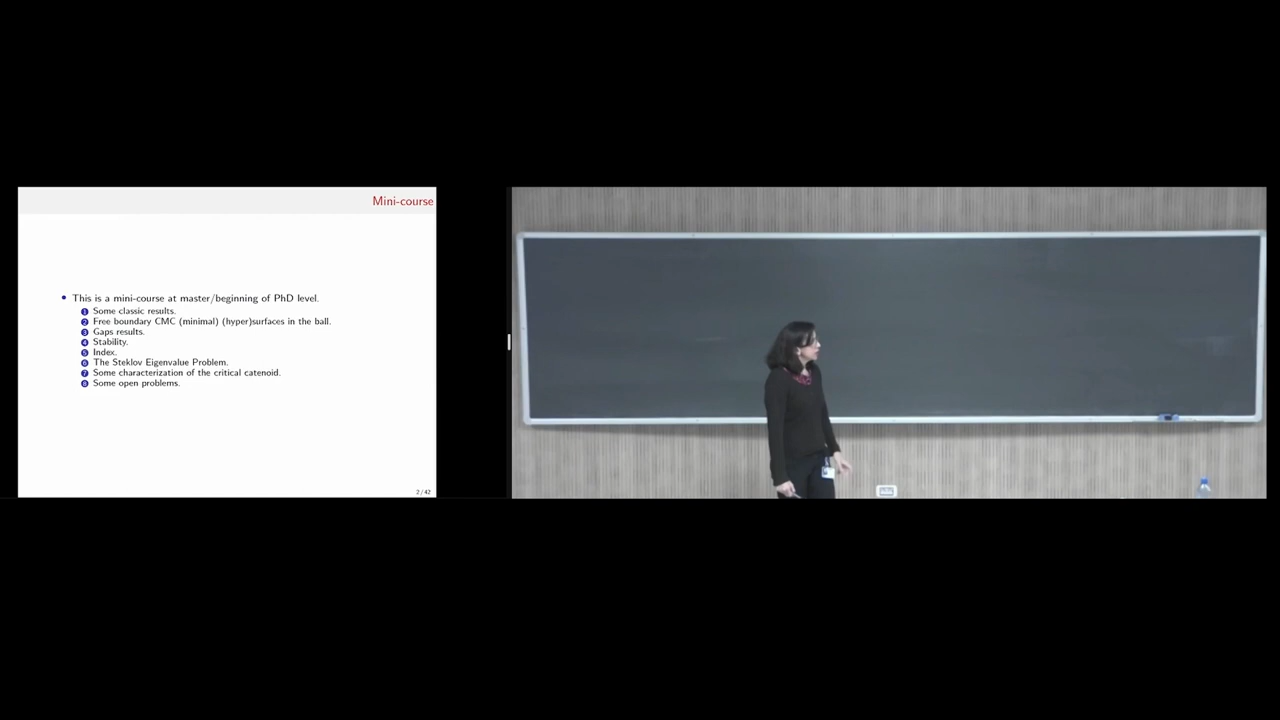 Mini-course
• This is a mini-course at master/beginning of PhD level.
1 Some classic results.
2 Free boundary CMC (minimal) (hyper)surfaces in the ball.
3 Gaps results.
4 Stability.
5 Index.
6 The Steklov Eigenvalue Problem.
7 Some characterization of the critical catenoid.
8 Some open problems.
2 / 42